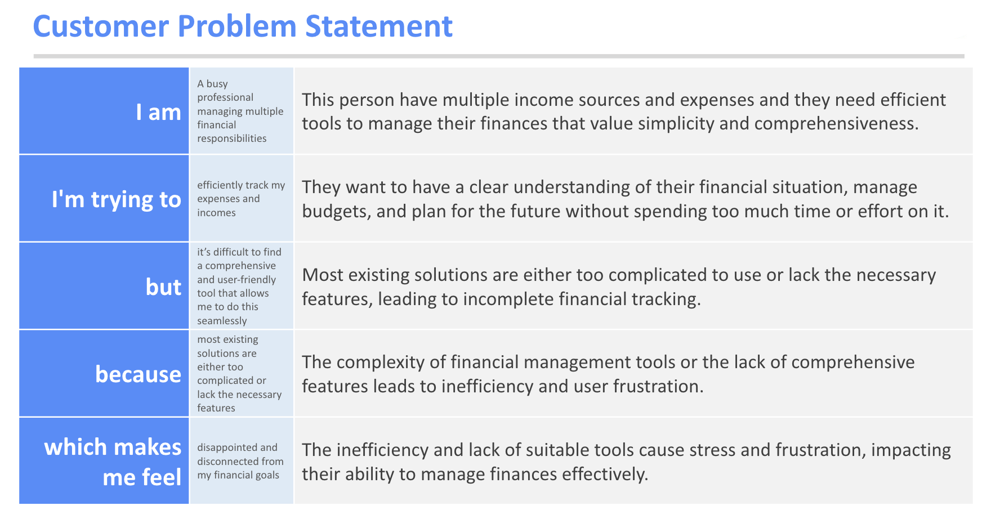 Customer Problem Statement
I am
A busy
professional
managing multiple
financial
responsibilities
This person have multiple income sources and expenses and they need efficient
tools to manage their finances that value simplicity and comprehensiveness.
I'm trying to
efficiently track my
expenses and
incomes
They want to have a clear understanding of their financial situation, manage
budgets, and plan for the future without spending too much time or effort on it.
but
it’s difficult to find
a comprehensive
and user-friendly
tool that allows
me to do this
seamlessly
Most existing solutions are either too complicated to use or lack the necessary
features, leading to incomplete financial tracking.
because
most existing
solutions are
either too
complicated or
lack the necessary
features
The complexity of financial management tools or the lack of comprehensive
features leads to inefficiency and user frustration.
which makes
me feel
disappointed and
disconnected from
my financial goals
The inefficiency and lack of suitable tools cause stress and frustration, impacting
their ability to manage finances effectively.